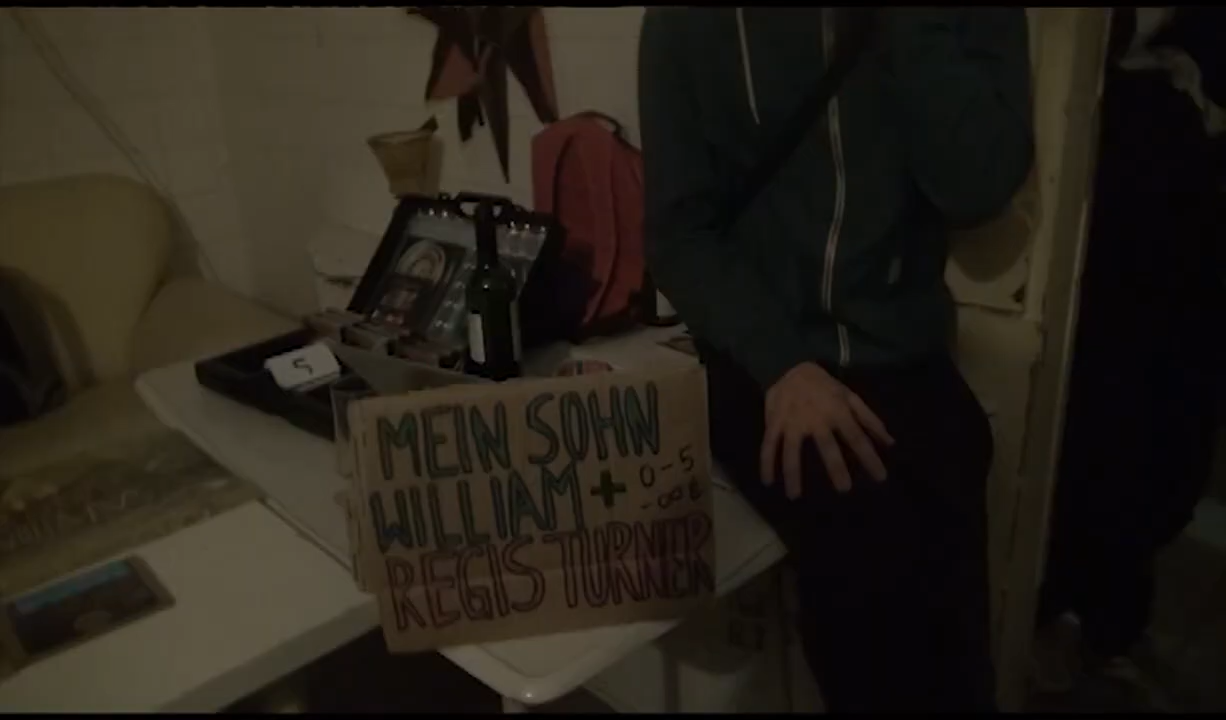 5
MEIN SOHN
WILLIAM + 0-5
-∞€
REGIS TURNER